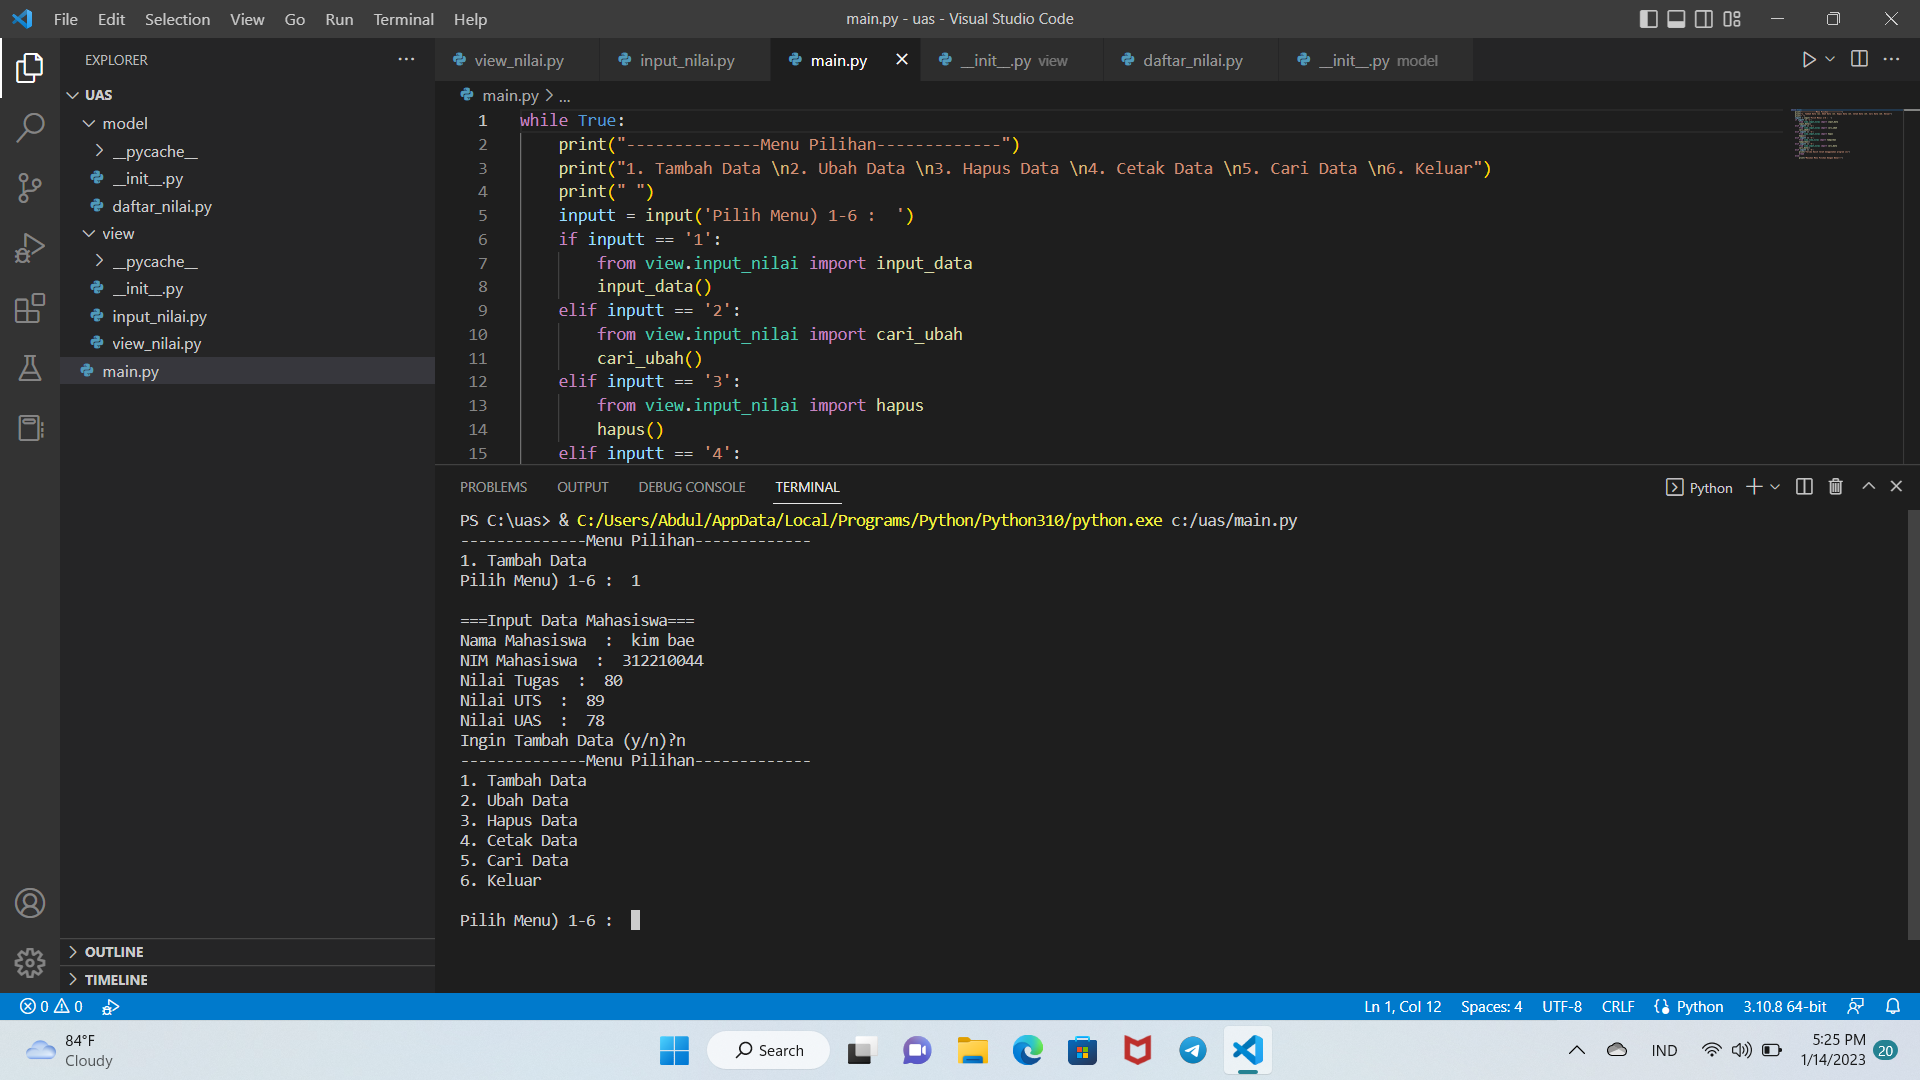 File Edit Selection View Go Run Terminal Help
main.py - uas - Visual Studio Code
EXPLORER
UAS
model
__pycache__
__init__.py
daftar_nilai.py
view
__pycache__
__init__.py
input_nilai.py
view_nilai.py
main.py
OUTLINE
TIMELINE
view_nilai.py input_nilai.py main.py __init__.py view daftar_nilai.py __init__.py model
main.py > ...
1 while True:
2 print("--------------Menu Pilihan-------------")
3 print("1. Tambah Data \n2. Ubah Data \n3. Hapus Data \n4. Cetak Data \n5. Cari Data \n6. Keluar")
4 print(" ")
5 inputt = input('Pilih Menu) 1-6 :  ')
6 if inputt == '1':
7 from view.input_nilai import input_data
8 input_data()
9 elif inputt == '2':
10 from view.input_nilai import cari_ubah
11 cari_ubah()
12 elif inputt == '3':
13 from view.input_nilai import hapus
14 hapus()
15 elif inputt == '4':
PROBLEMS OUTPUT DEBUG CONSOLE TERMINAL
Python
PS C:\uas> & C:/Users/Abdul/AppData/Local/Programs/Python/Python310/python.exe c:/uas/main.py
--------------Menu Pilihan-------------
1. Tambah Data
Pilih Menu) 1-6 :  1
===Input Data Mahasiswa===
Nama Mahasiswa  :  kim bae
NIM Mahasiswa  :  312210044
Nilai Tugas  :  80
Nilai UTS  :  89
Nilai UAS  :  78
Ingin Tambah Data (y/n)?n
--------------Menu Pilihan-------------
1. Tambah Data
2. Ubah Data
3. Hapus Data
4. Cetak Data
5. Cari Data
6. Keluar
Pilih Menu) 1-6 :
0 0
Ln 1, Col 12 Spaces: 4 UTF-8 CRLF Python 3.10.8 64-bit
84°F
Cloudy
Search
IND
5:25 PM
1/14/2023
20